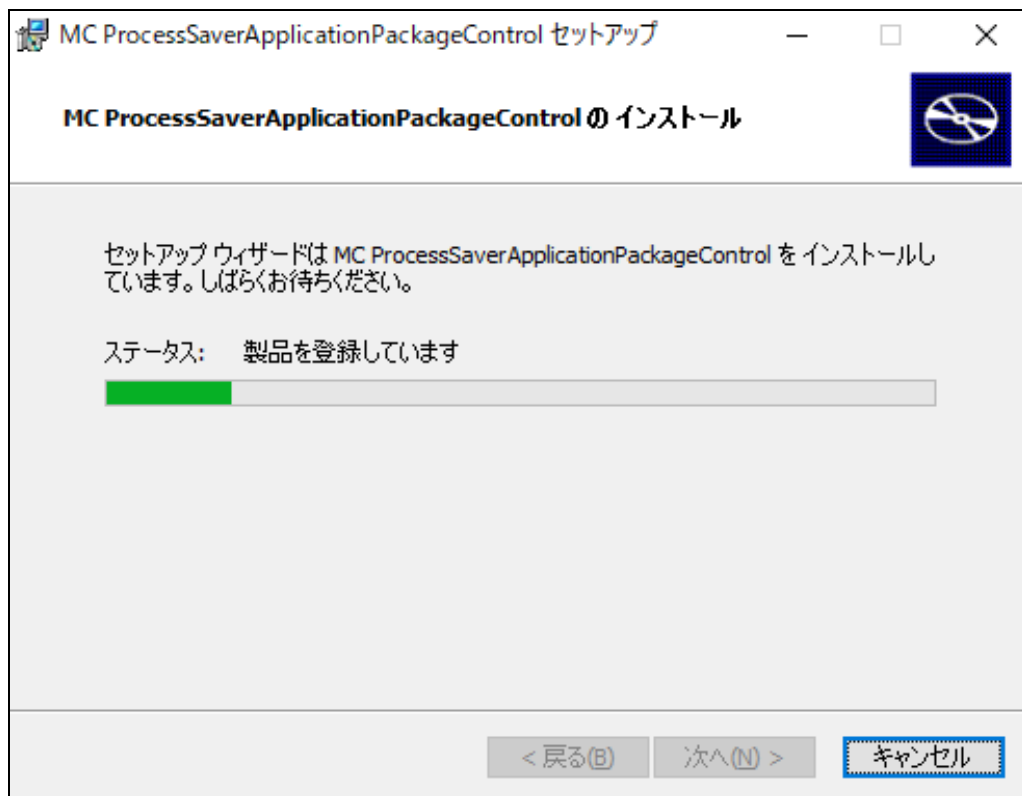 MC ProcessSaverApplicationPackageControl セットアップ
MC ProcessSaverApplicationPackageControl の インストール
セットアップ ウィザードは MC ProcessSaverApplicationPackageControl を インストールし
ています。しばらくお待ちください。
ステータス: 製品を登録しています
< 戻る(B) 次へ(N) > キャンセル